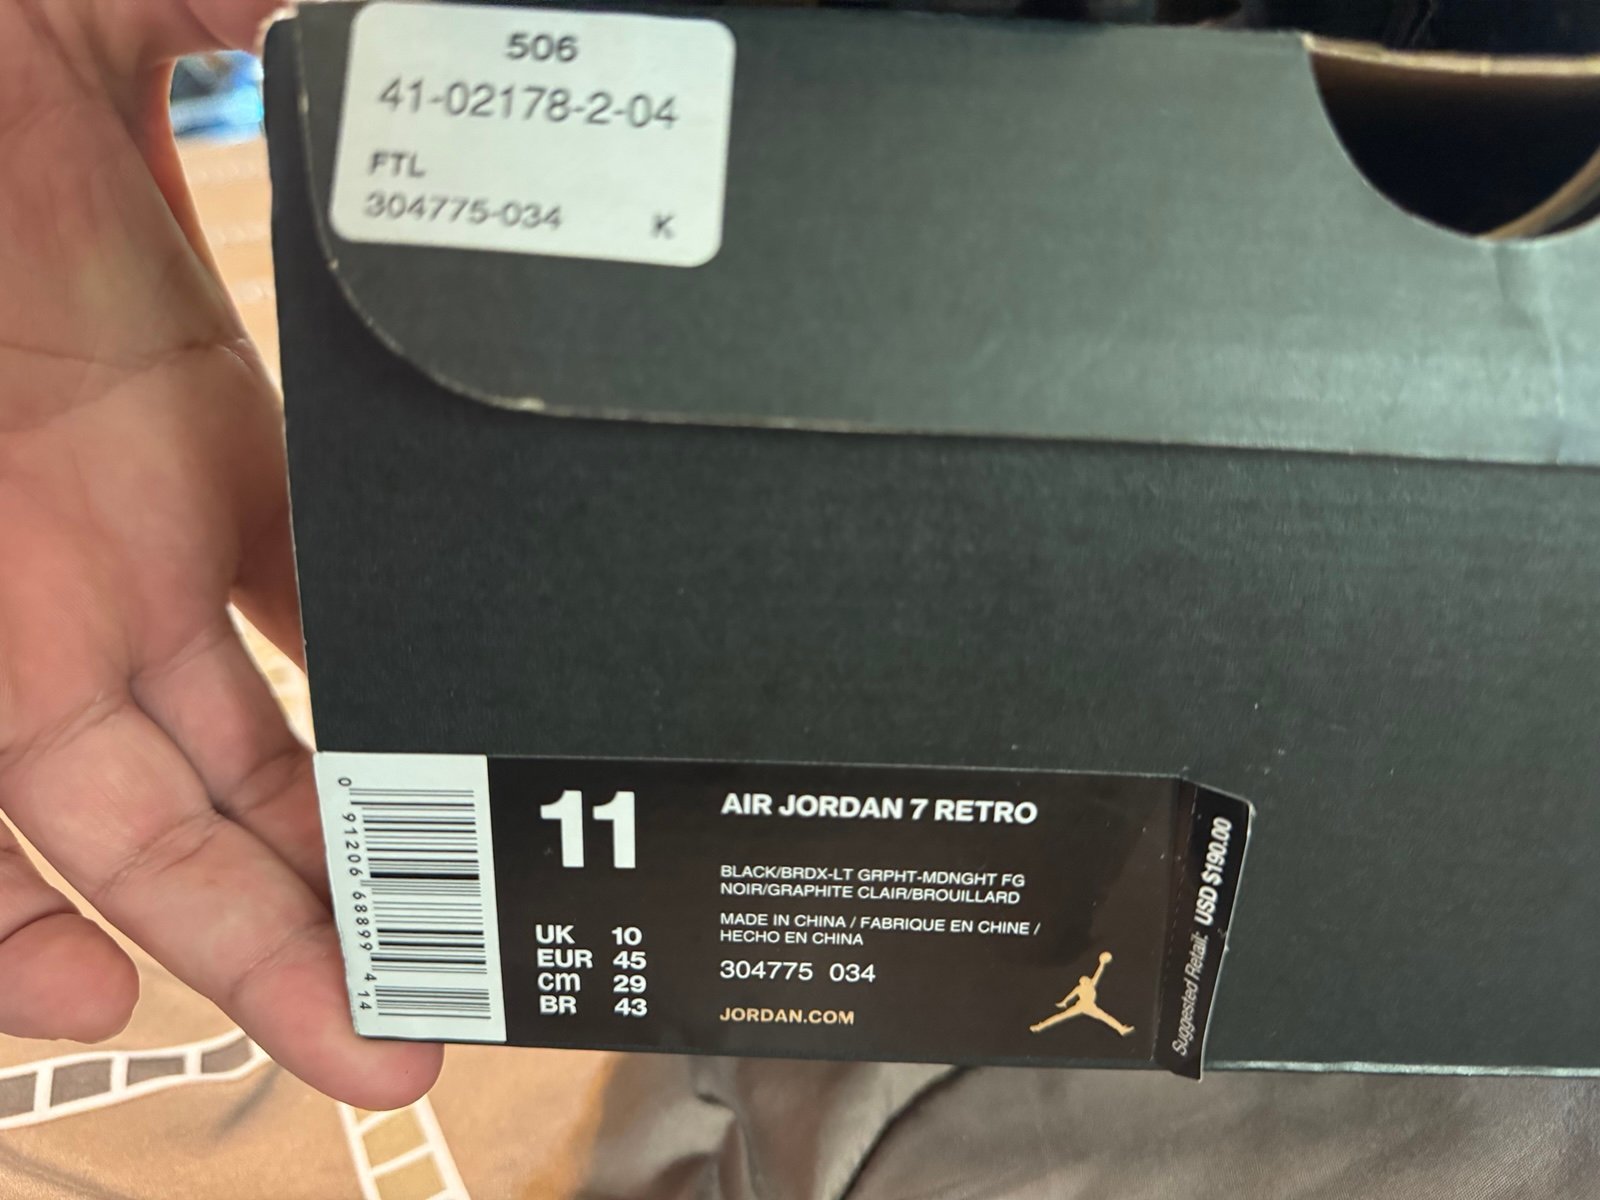 506
41-02178-2-04
FTL
304775-034 K
0 91206 68899 4 14
11
UK 10
EUR 45
cm 29
BR 43
AIR JORDAN 7 RETRO
BLACK/BRDX-LT GRPHT-MDNGHT FG
NOIR/GRAPHITE CLAIR/BROUILLARD
MADE IN CHINA / FABRIQUE EN CHINE /
HECHO EN CHINA
304775 034
JORDAN.COM
Suggested Retail: USD $190.00